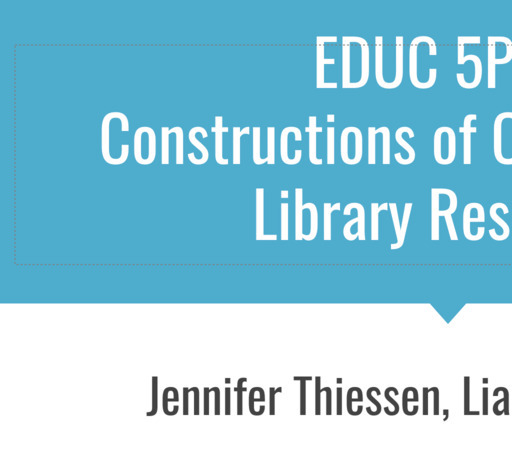 EDUC 5P
Constructions of C
Library Res
Jennifer Thiessen, Lia